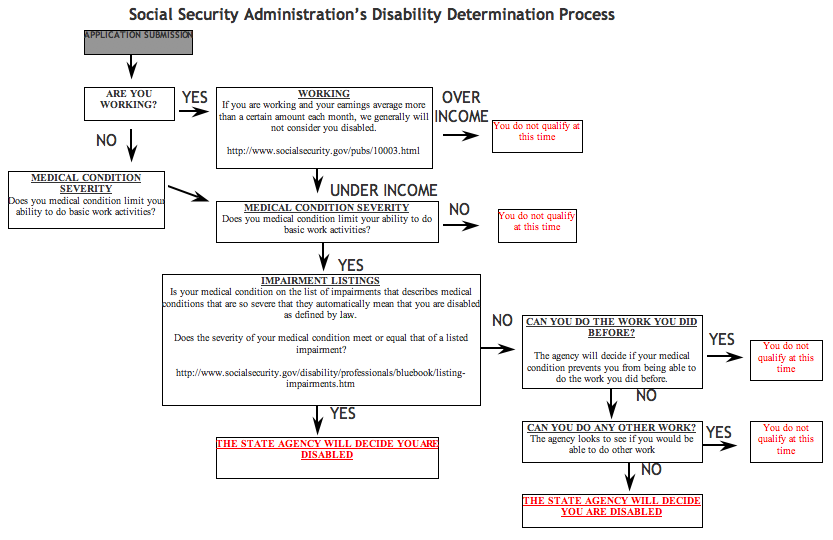 Social Security Administration's Disability Determination Process
APPLICATION SUBMISSION
ARE YOU
WORKING?
YES
WORKING
If you are working and your earnings average more
than a certain amount each month, we generally will
not consider you disabled.
http://www.socialsecurity.gov/pubs/10003.html
OVER
INCOME
You do not qualify at
this time
NO
MEDICAL CONDITION
SEVERITY
Does you medical condition limit your
ability to do basic work activities?
UNDER INCOME
MEDICAL CONDITION SEVERITY
Does you medical condition limit your ability to do
basic work activities?
NO
You do not qualify
at this time
YES
IMPAIRMENT LISTINGS
Is your medical condition on the list of impairments that describes medical
conditions that are so severe that they automatically mean that you are disabled
as defined by law.
Does the severity of your medical condition meet or equal that of a listed
impairment?
http://www.socialsecurity.gov/disability/professionals/bluebook/listing-
impairments.htm
NO
CAN YOU DO THE WORK YOU DID
BEFORE?
The agency will decide if your medical
condition prevents you from being able to
do the work you did before.
YES
You do not
qualify at this
time
YES
THE STATE AGENCY WILL DECIDE YOU ARE
DISABLED
NO
CAN YOU DO ANY OTHER WORK?
The agency looks to see if you would be
able to do other work
YES
You do not
qualify at this
time
NO
THE STATE AGENCY WILL DECIDE
YOU ARE DISABLED